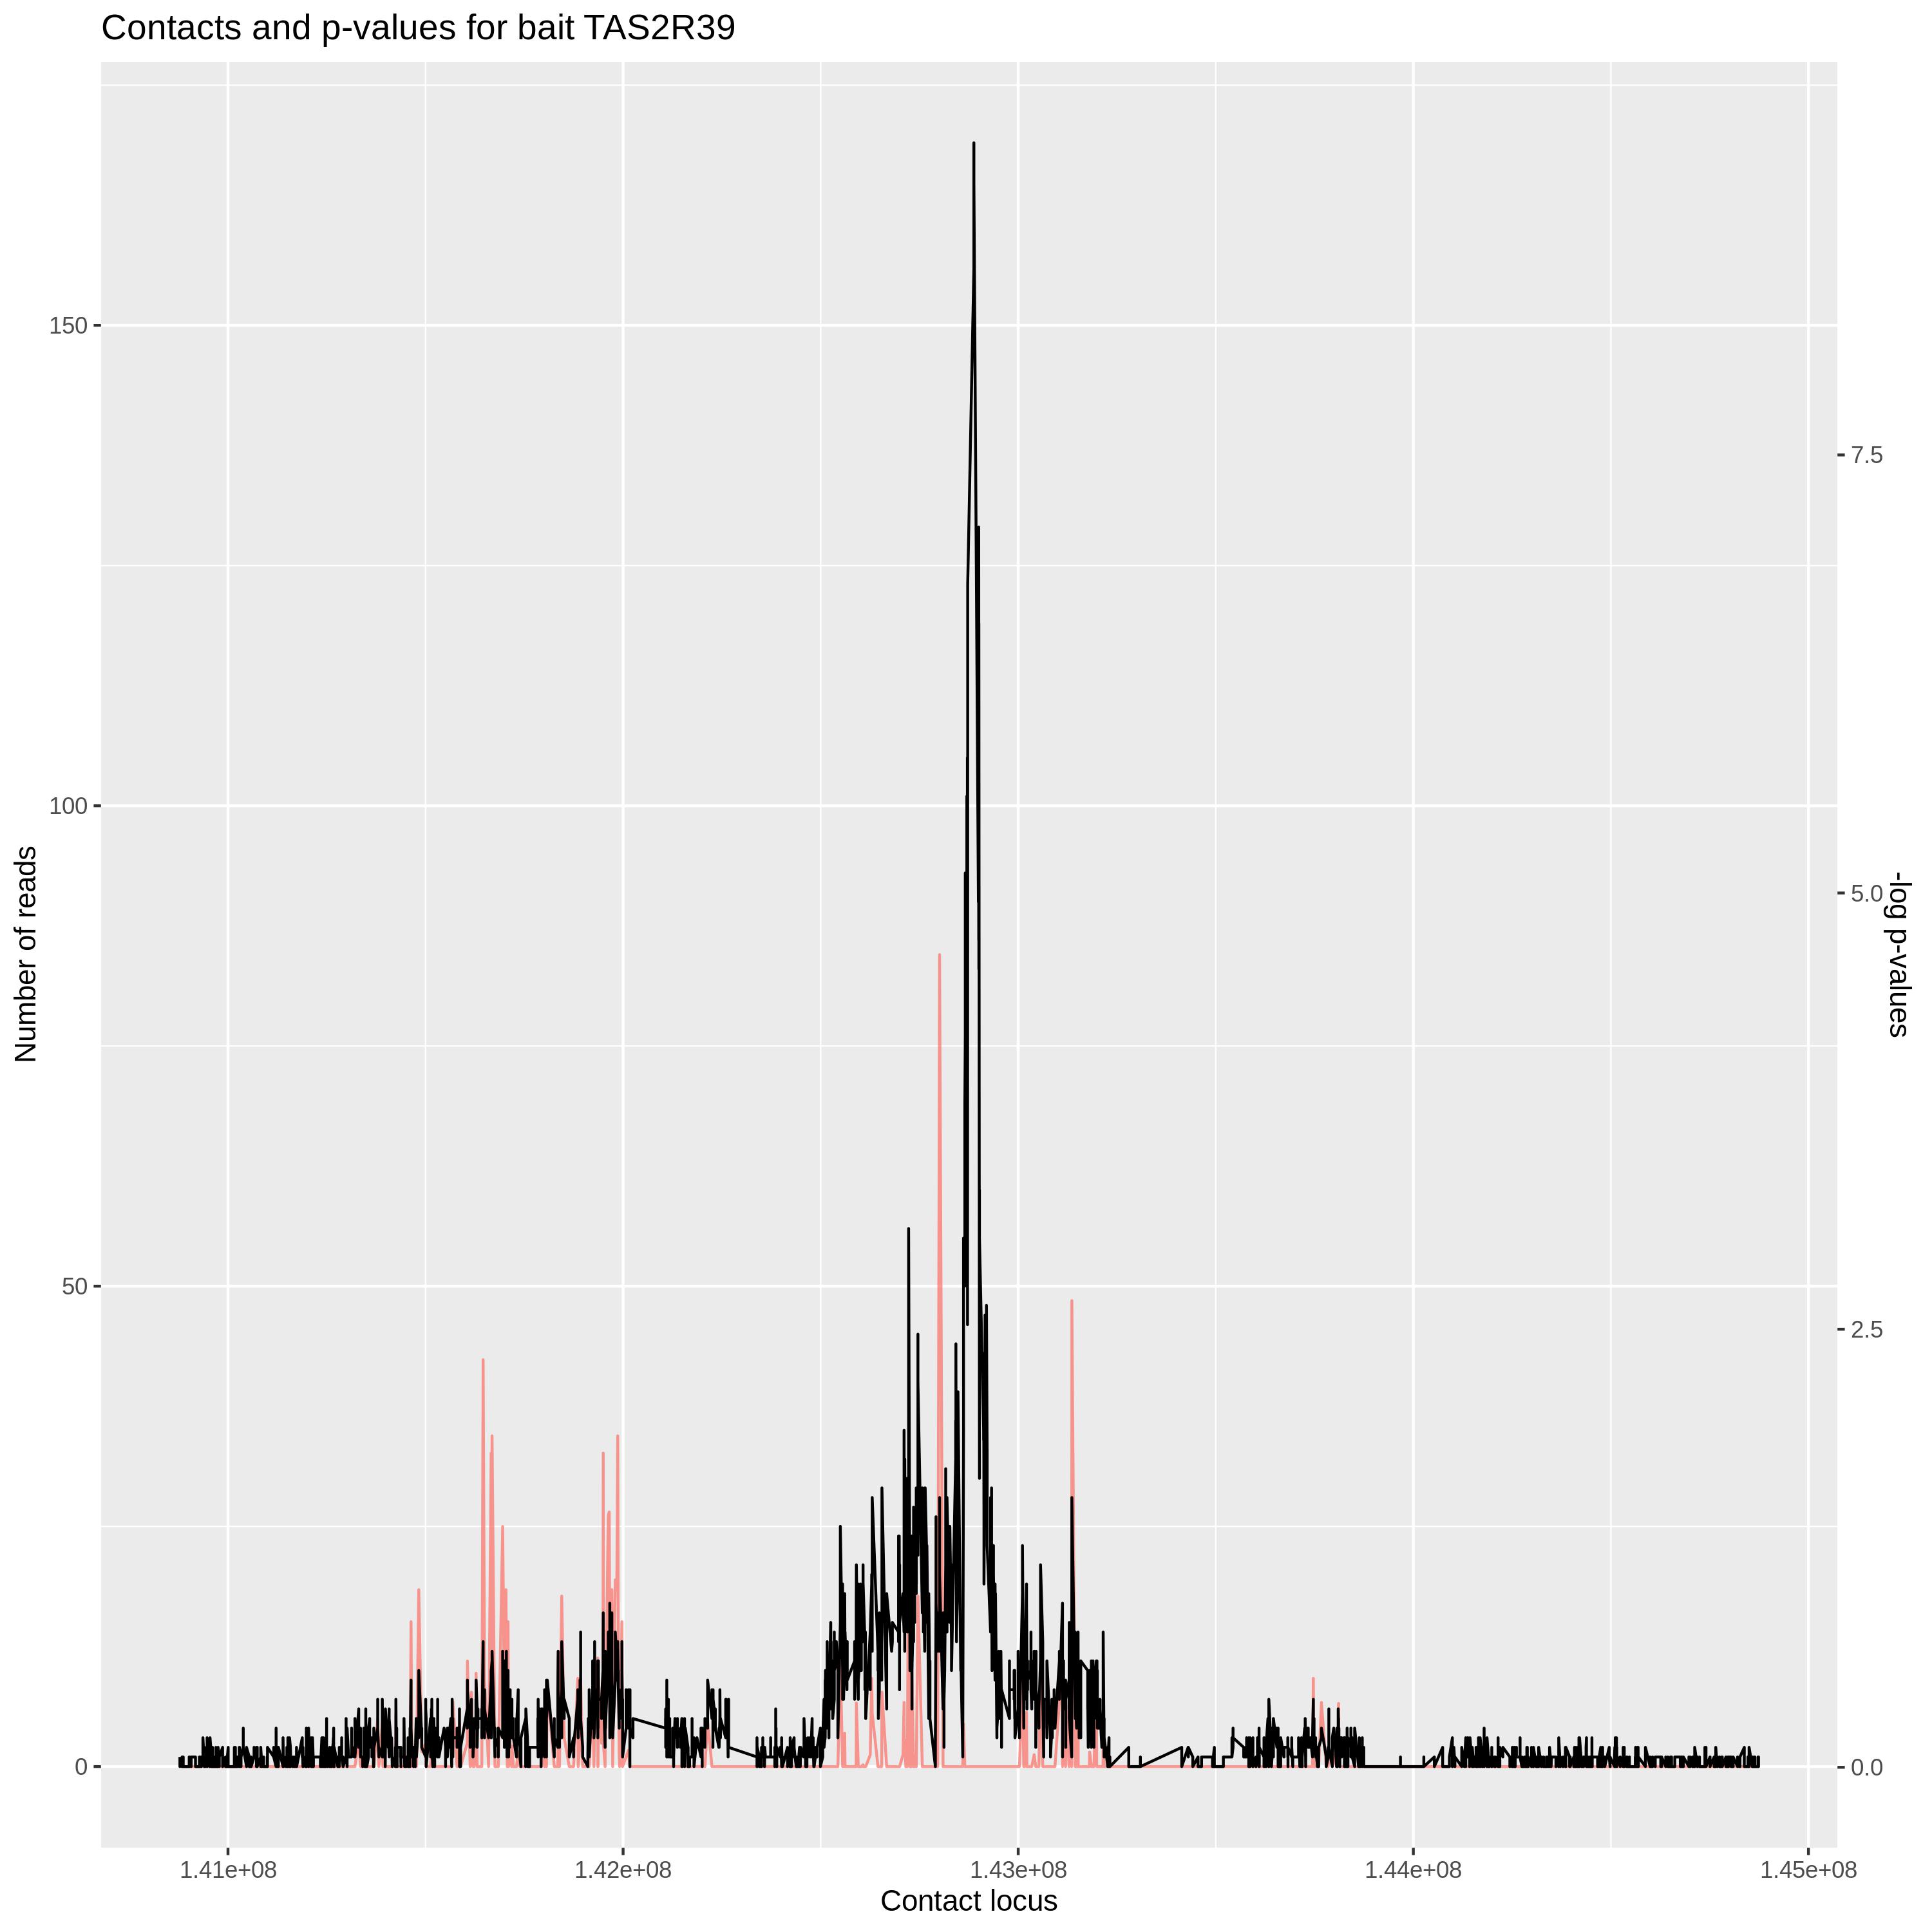 Contacts and p-values for bait TAS2R39
Number of reads
150
100
50
0
7.5
5.0
2.5
0.0
-log p-values
1.41e+08
1.42e+08
1.43e+08
1.44e+08
1.45e+08
Contact locus